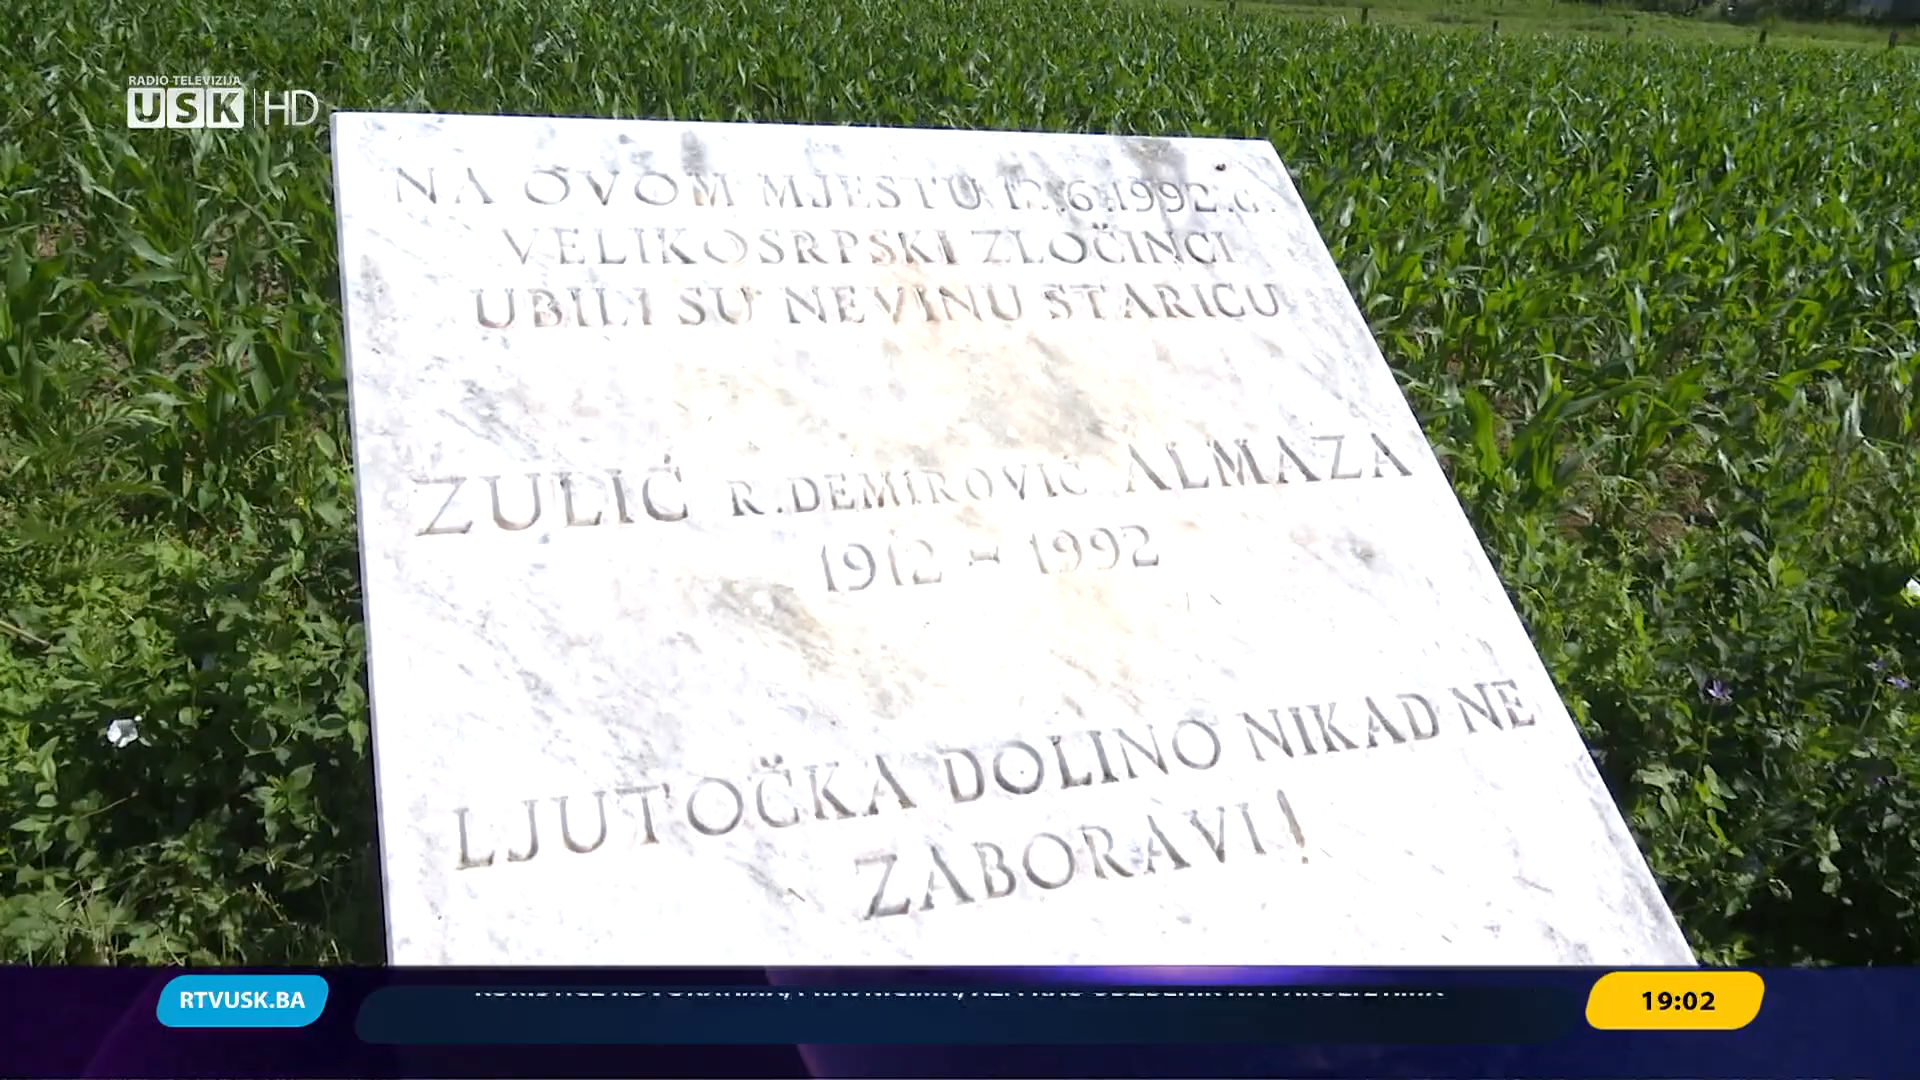 RADIO TELEVIZIJA
USK HD
NA OVOM MJESTU 12.6.1992.G.
VELIKOSRPSKI ZLOČINCI
UBILI SU NEVINU STARICU
ZULIĆ R.DEMIROVIĆ ALMAZA
1912 - 1992
LJUTOČKA DOLINO NIKAD NE
ZABORAVI!
RTVUSK.BA
19:02